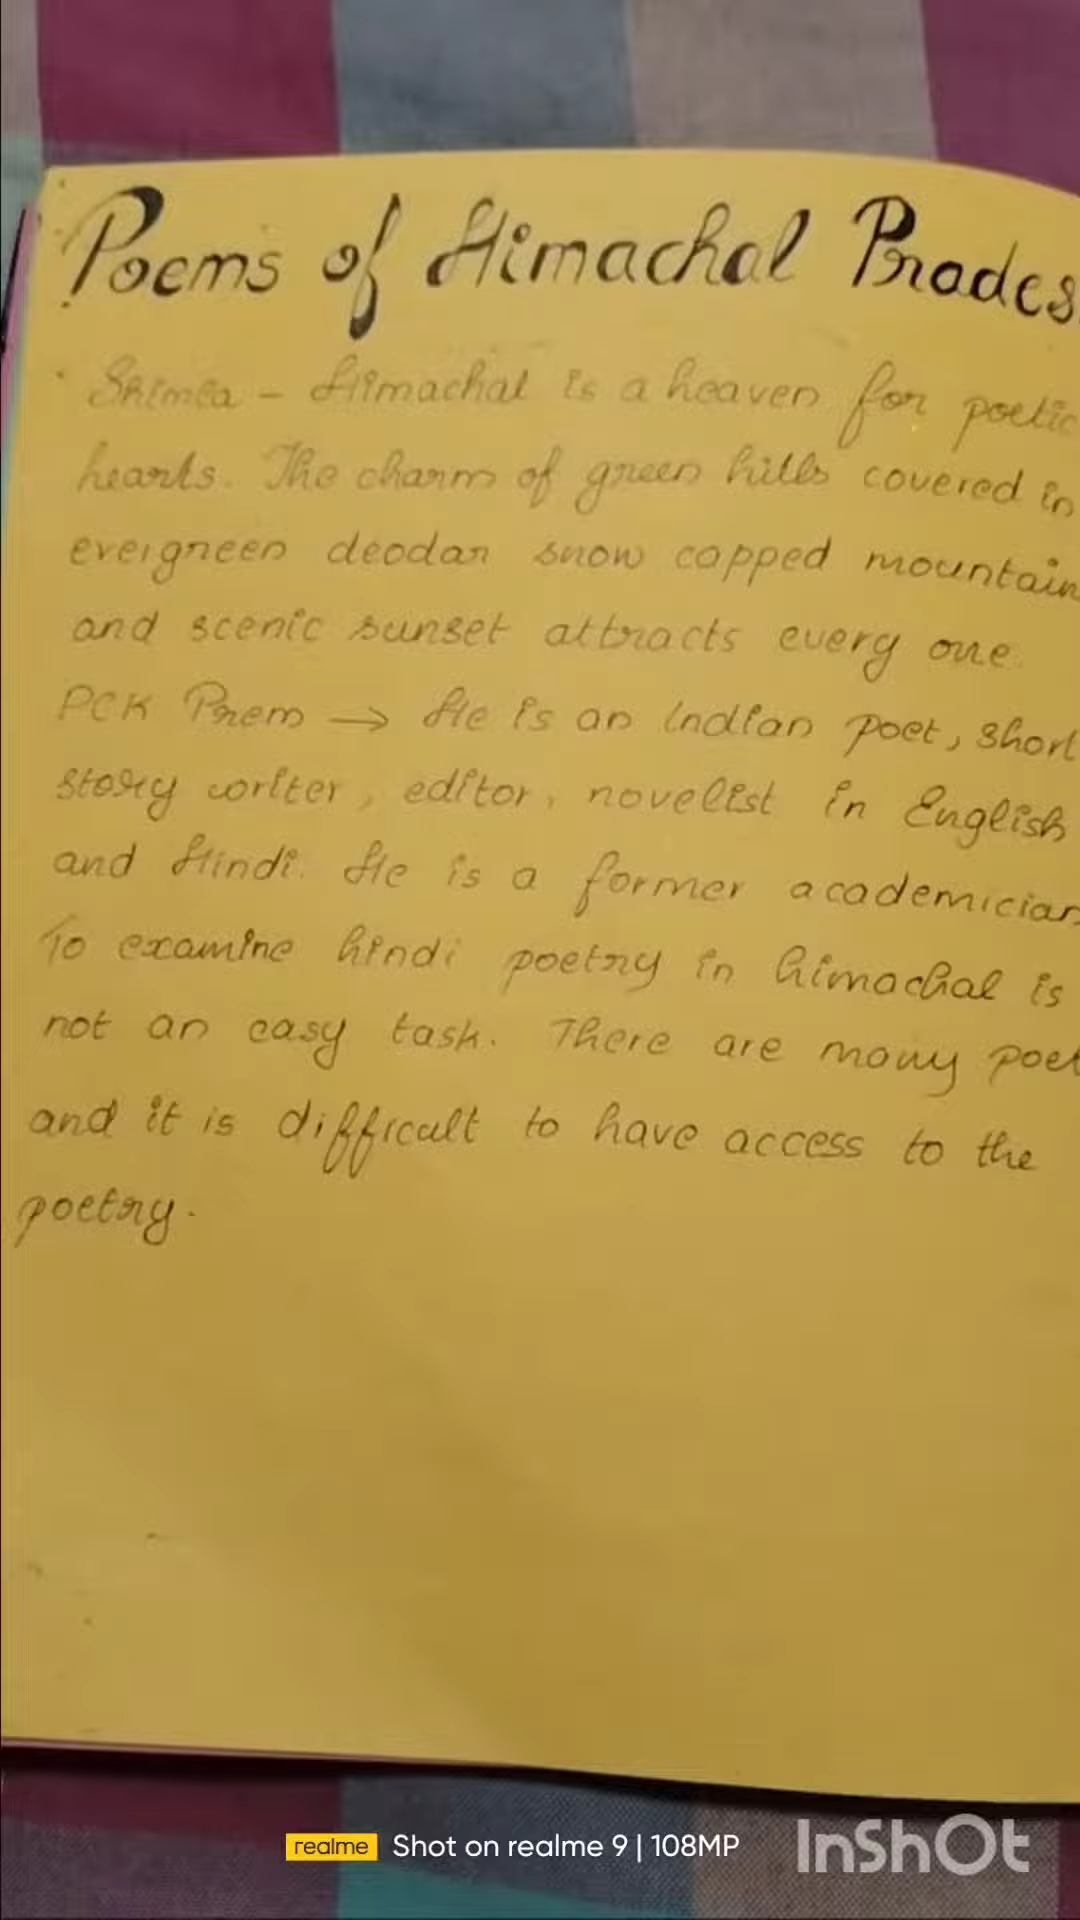 Poems of Himachal Prades
Shimla - Himachal is a heaven for poetic
hearts. The charm of green hills covered in
evergreen deodar snow capped mountain
and scenic sunset attracts every one.
PCK Prem → He is an Indian poet, short
story writer, editor, novelist in English
and Hindi. He is a former academician
To examine hindi poetry in himachal is
not an easy task. There are many poet
and it is difficult to have access to the
poetry.
realme Shot on realme 9 | 108MP
InShOt